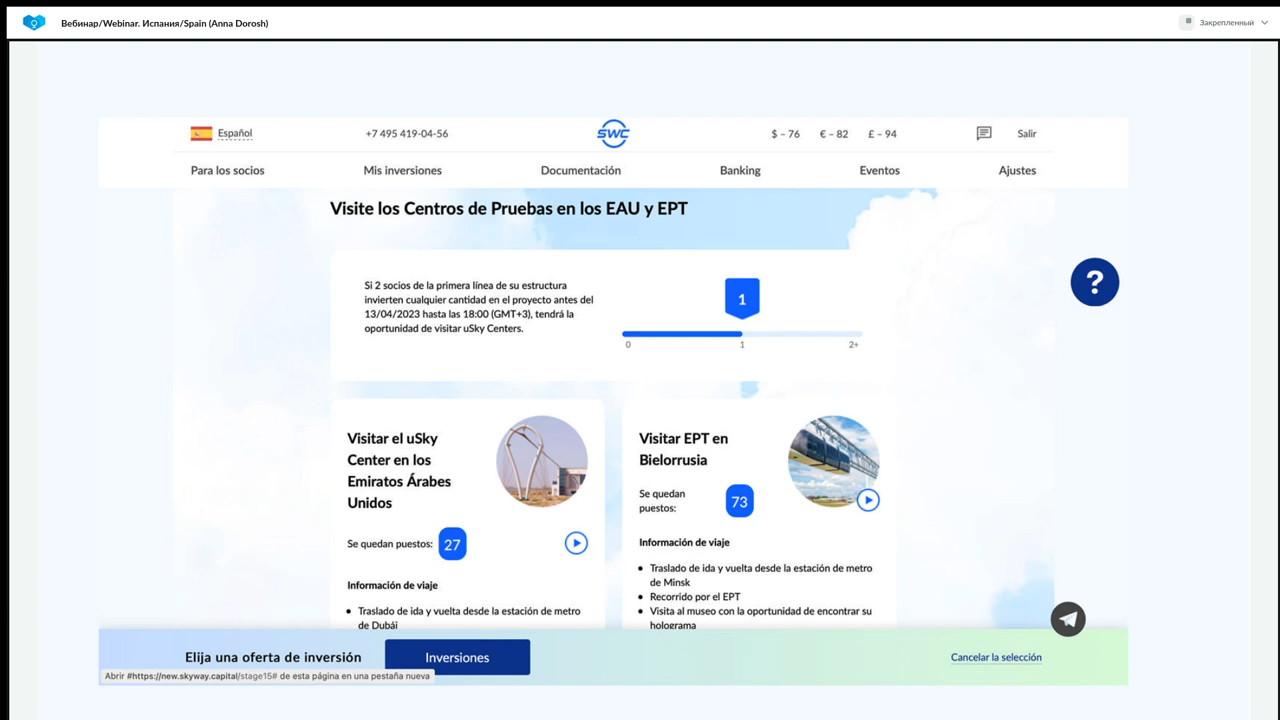 Вебинар/Webinar. Испания/Spain (Anna Dorosh)
Закрепленный
Español
+7 495 419-04-56
SWC
$ – 76 € – 82 £ – 94
Salir
Para los socios
Mis inversiones
Documentación
Banking
Eventos
Ajustes
Visite los Centros de Pruebas en los EAU y EPT
Si 2 socios de la primera línea de su estructura
invierten cualquier cantidad en el proyecto antes del
13/04/2023 hasta las 18:00 (GMT+3), tendrá la
oportunidad de visitar uSky Centers.
1
0 1 2+
?
Visitar el uSky
Center en los
Emiratos Árabes
Unidos
Se quedan puestos: 27
Información de viaje
• Traslado de ida y vuelta desde la estación de metro
de Dubái
Visitar EPT en
Bielorrusia
Se quedan
puestos:
73
Información de viaje
• Traslado de ida y vuelta desde la estación de metro
de Minsk
• Recorrido por el EPT
• Visita al museo con la oportunidad de encontrar su
holograma
Elija una oferta de inversión
Inversiones
Cancelar la selección
Abrir #https://new.skyway.capital/stage15# de esta página en una pestaña nueva